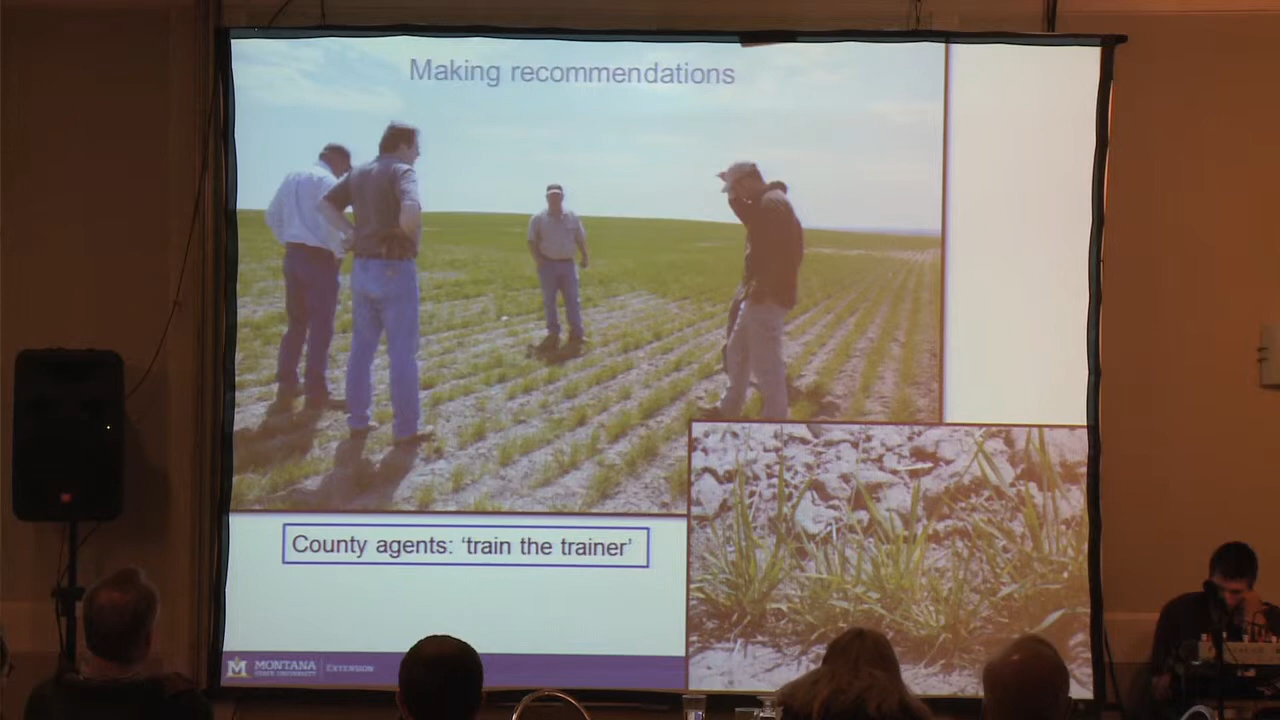 Making recommendations
County agents: ‘train the trainer’
M
MONTANA
STATE UNIVERSITY
EXTENSION